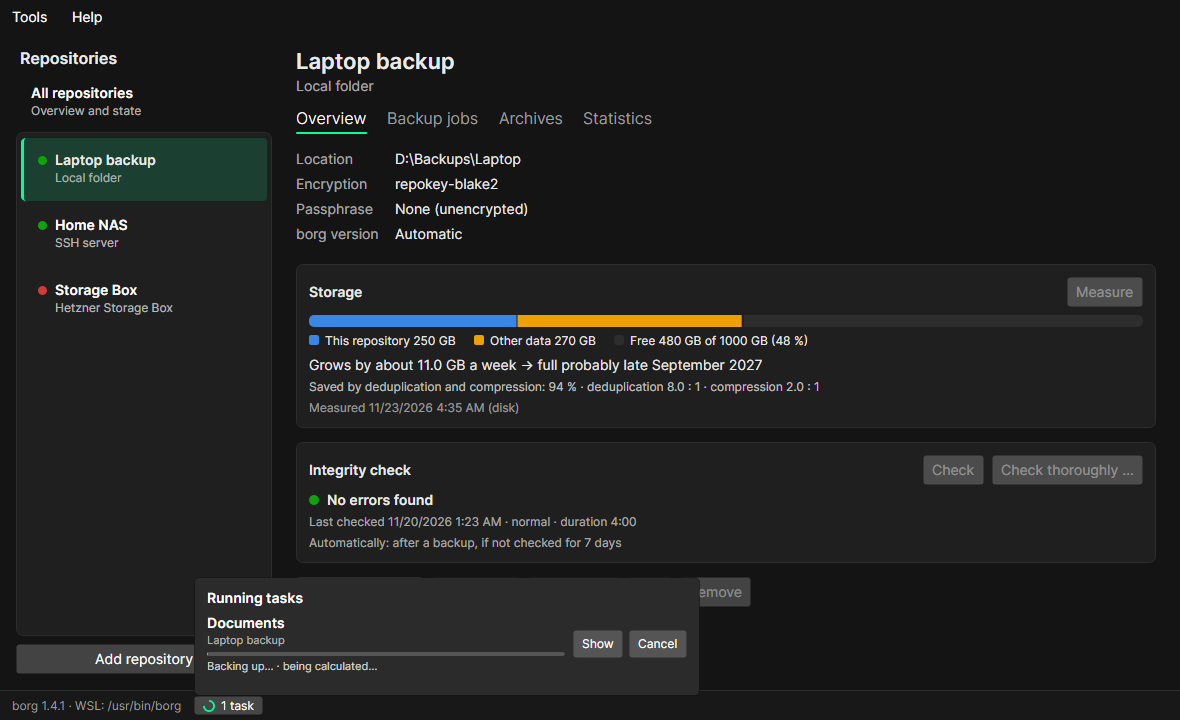 Tools Help
Repositories
All repositories
Overview and state
Laptop backup
Local folder
Home NAS
SSH server
Storage Box
Hetzner Storage Box
Add repository
Laptop backup
Local folder
Overview Backup jobs Archives Statistics
Location D:\Backups\Laptop
Encryption repokey-blake2
Passphrase None (unencrypted)
borg version Automatic
Storage Measure
This repository 250 GB Other data 270 GB Free 480 GB of 1000 GB (48 %)
Grows by about 11.0 GB a week → full probably late September 2027
Saved by deduplication and compression: 94 % · deduplication 8.0 : 1 · compression 2.0 : 1
Measured 11/23/2026 4:35 AM (disk)
Integrity check Check Check thoroughly ...
No errors found
Last checked 11/20/2026 1:23 AM · normal · duration 4:00
Automatically: after a backup, if not checked for 7 days
emove
Running tasks
Documents
Laptop backup
Show Cancel
Backing up... · being calculated...
borg 1.4.1 · WSL: /usr/bin/borg 1 task